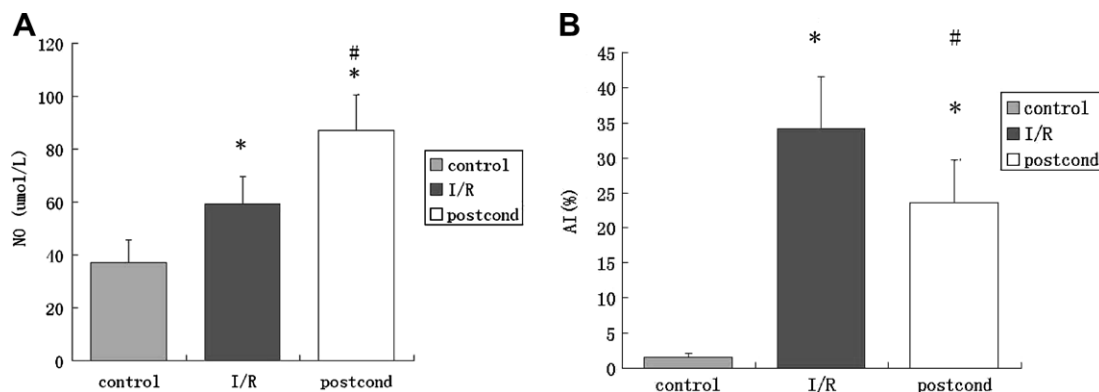 A
120
100
80
60
40
20
0
NO (umol/L)
*
#
*
control
I/R
postcond
control
I/R
postcond
B
45
40
35
30
25
20
15
10
5
0
AI(%)
*
#
*
control
I/R
postcond
control
I/R
postcond